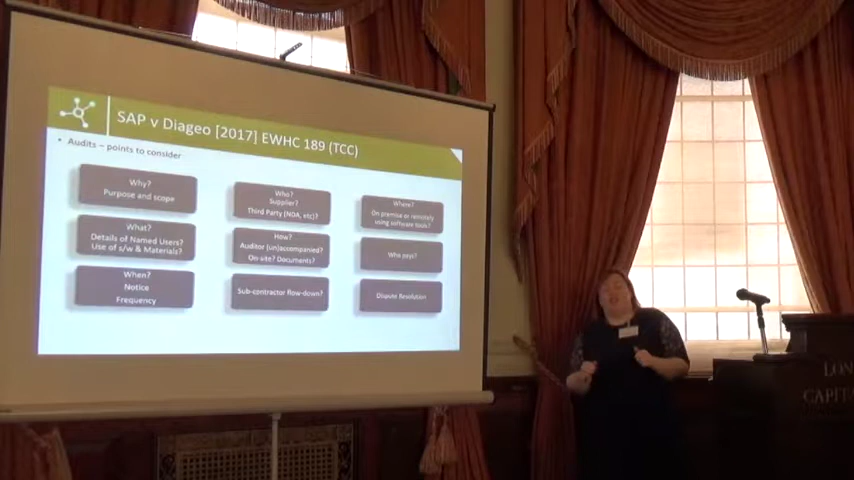 SAP v Diageo [2017] EWHC 189 (TCC)
• Audits – points to consider
Why?
Purpose and scope
Who?
Supplier?
Third Party (NDA, etc)?
Where?
On premise or remotely
using software tools?
What?
Details of Named Users?
Use of s/w & Materials?
How?
Auditor (un)accompanied?
On site? Documents?
Who pays?
When?
Notice
Frequency
Sub-contractor flow-down?
Dispute Resolution
LON
CAPITA